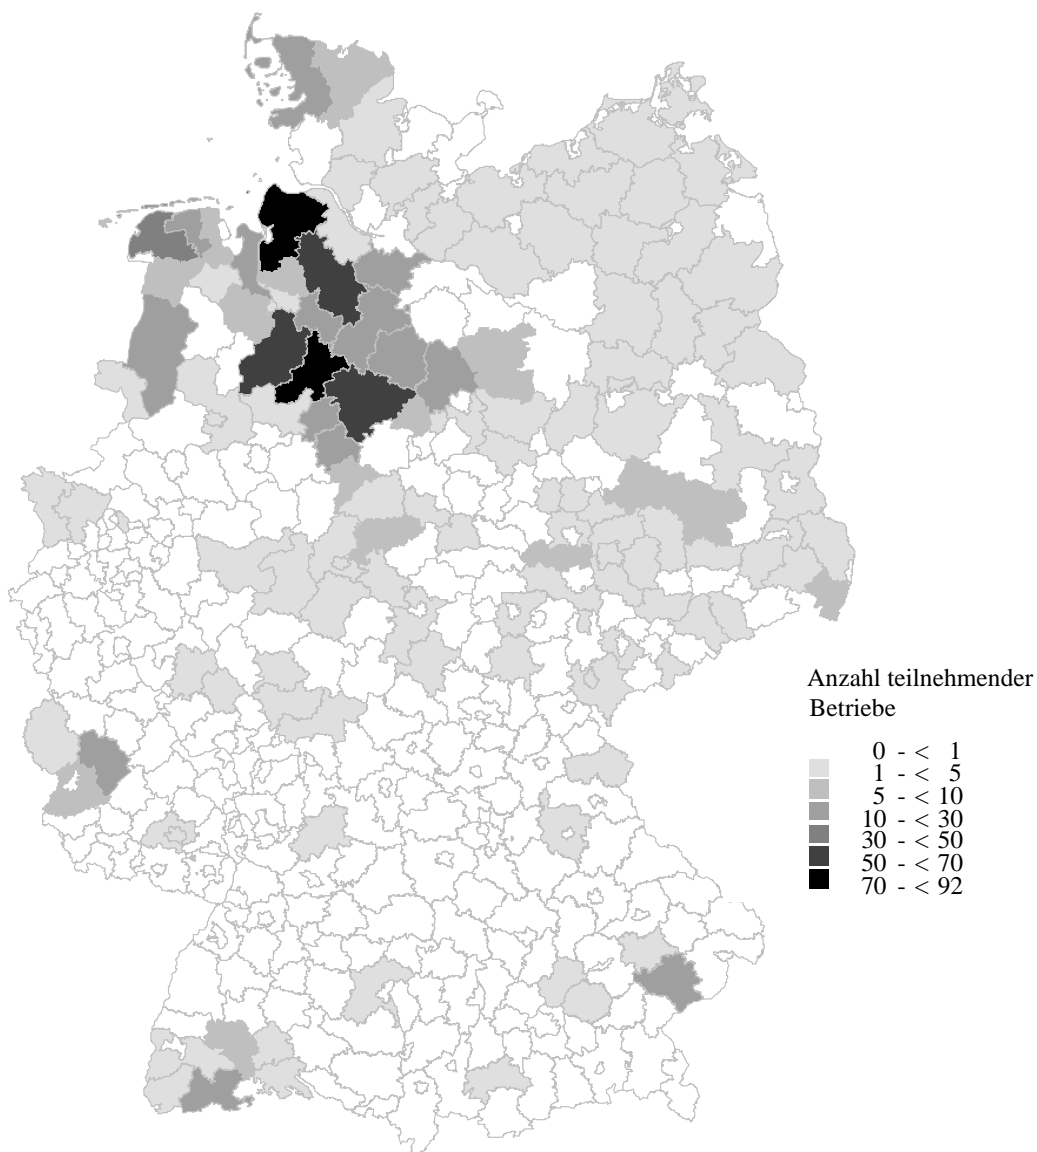 Anzahl teilnehmender
Betriebe
0 - < 1
1 - < 5
5 - < 10
10 - < 30
30 - < 50
50 - < 70
70 - < 92